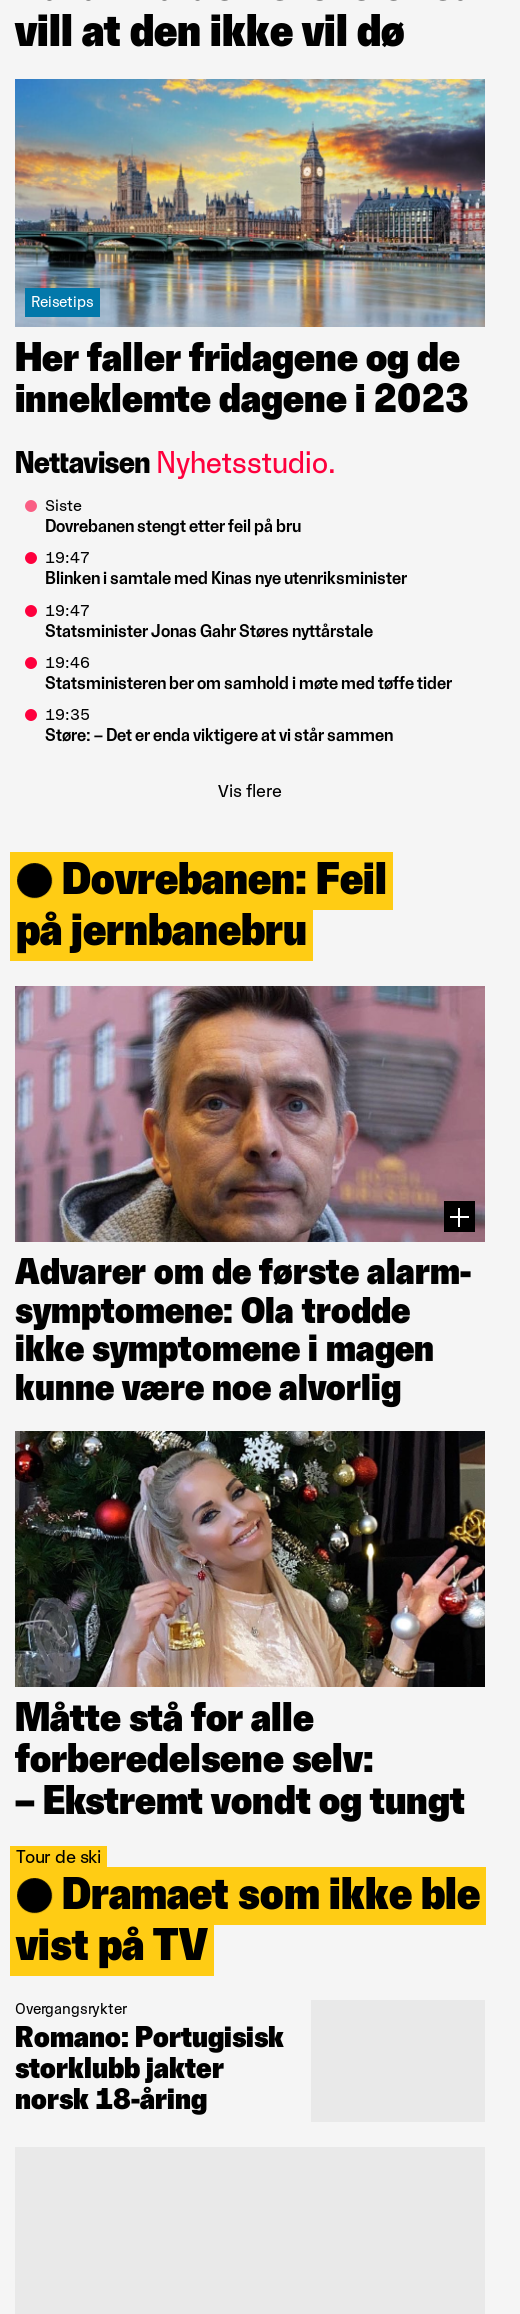 vill at den ikke vil dø
Reisetips
Her faller fridagene og de
inneklemte dagene i 2023
Nettavisen Nyhetsstudio.
Siste
Dovrebanen stengt etter feil på bru
19:47
Blinken i samtale med Kinas nye utenriksminister
19:47
Statsminister Jonas Gahr Støres nyttårstale
19:46
Statsministeren ber om samhold i møte med tøffe tider
19:35
Støre: – Det er enda viktigere at vi står sammen
Vis flere
Dovrebanen: Feil
på jernbanebru
HOTEL
BRISTOL
Advarer om de første alarm-
symptomene: Ola trodde
ikke symptomene i magen
kunne være noe alvorlig
Måtte stå for alle
forberedelsene selv:
– Ekstremt vondt og tungt
Tour de ski
Dramaet som ikke ble
vist på TV
Overgangsrykter
Romano: Portugisisk
storklubb jakter
norsk 18-åring